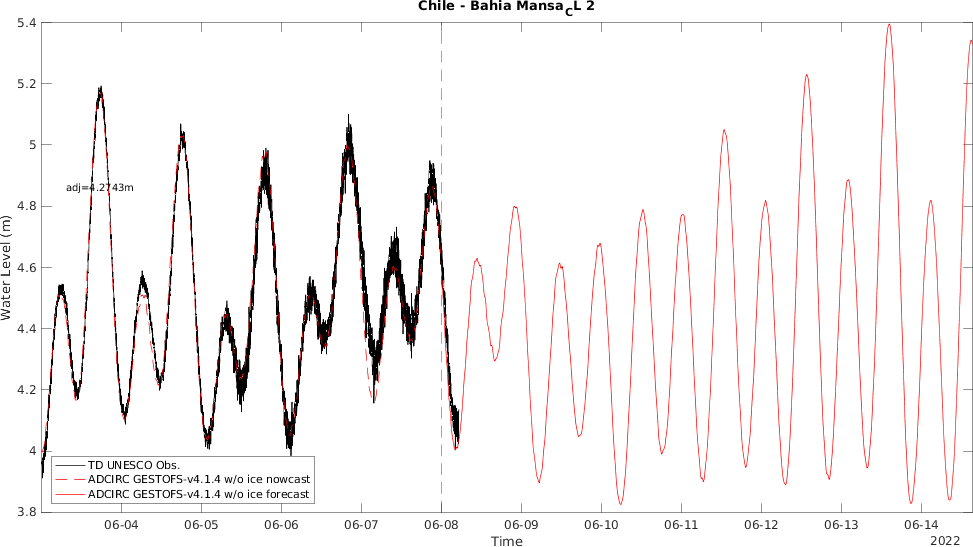 Chile - Bahia Mansa_CL 2
5.4
5.2
5
4.8
4.6
4.4
4.2
4
3.8
Water Level (m)
adj=4.2743m
TD UNESCO Obs.
ADCIRC GESTOFS-v4.1.4 w/o ice nowcast
ADCIRC GESTOFS-v4.1.4 w/o ice forecast
06-04 06-05 06-06 06-07 06-08 06-09 06-10 06-11 06-12 06-13 06-14
Time
2022